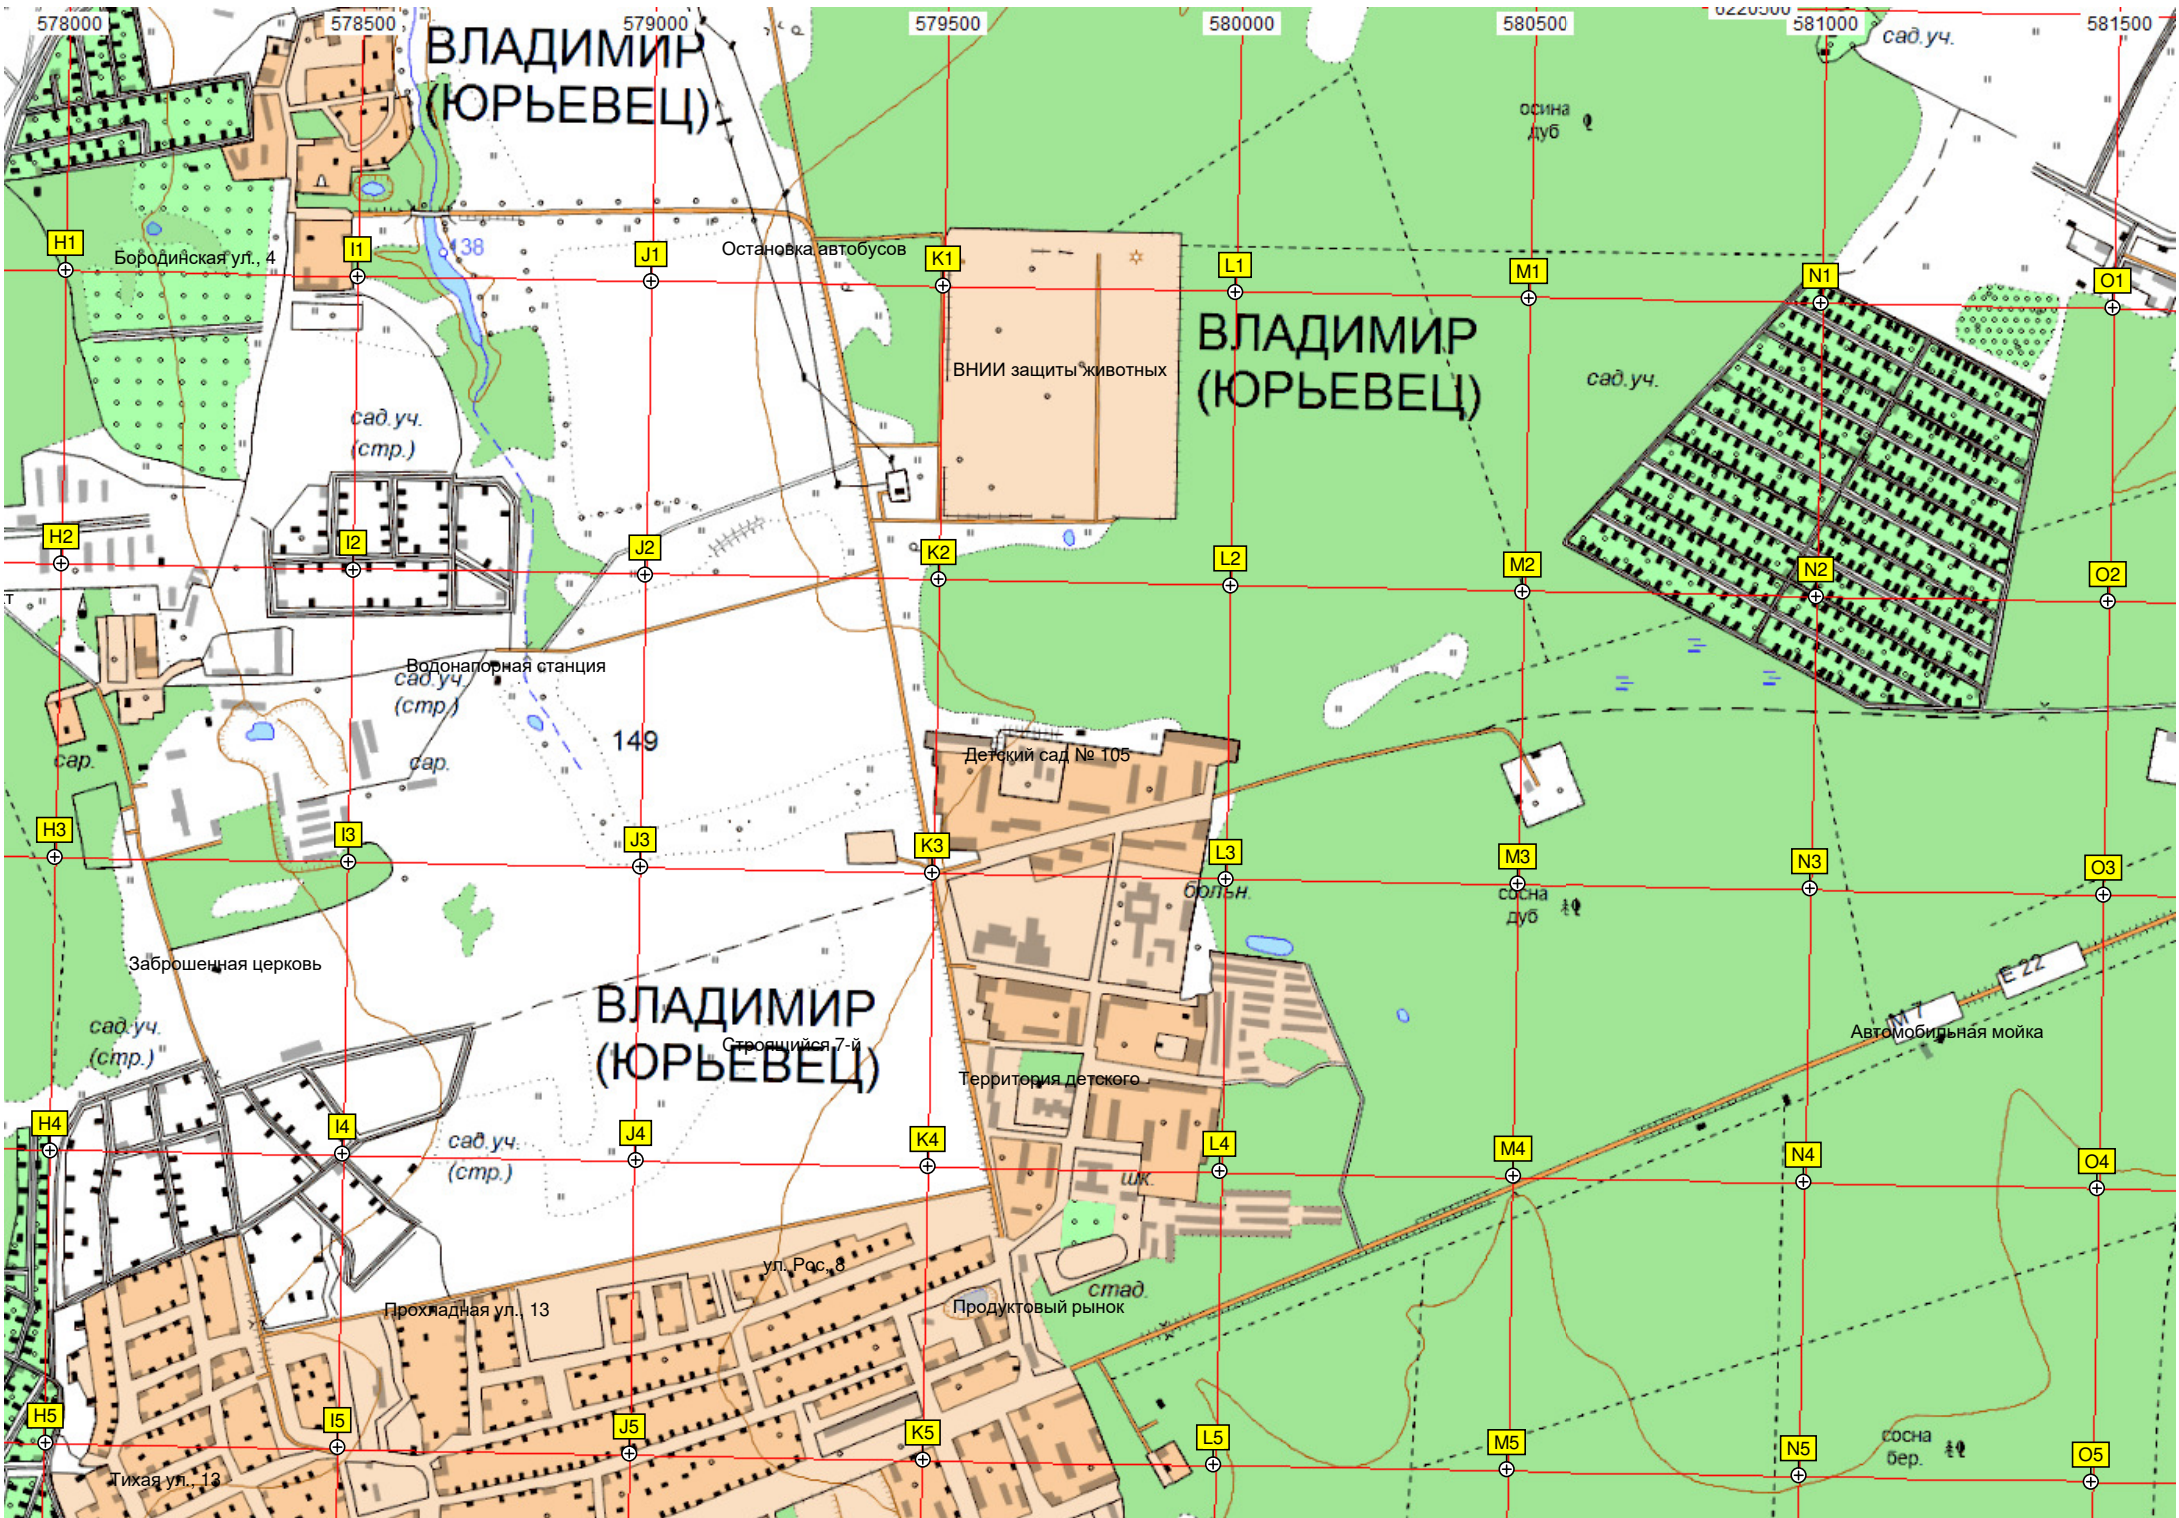 578000 578500 579000 579500 580000 580500 581000 581500
6220500
ВЛАДИМИР
(ЮРЬЕВЕЦ)
сад.уч.
осина
дуб
138
H1 I1 J1 K1 L1 M1 N1 O1
Бородинская ул., 4
Остановка автобусов
ВНИИ защиты животных
ВЛАДИМИР
(ЮРЬЕВЕЦ)
сад.уч.
сад.уч.
(стр.)
H2 I2 J2 K2 L2 M2 N2 O2
Водонапорная станция
сад.уч.
(стр.)
149
сар.
сар.
Детский сад № 105
H3 I3 J3 K3 L3 M3 N3 O3
больн.
сосна
дуб
Заброшенная церковь
E 22
M 7
Автомобильная мойка
ВЛАДИМИР
(ЮРЬЕВЕЦ)
Строящийся 7-й
сад.уч.
(стр.)
Территория детского
H4 I4 J4 K4 L4 M4 N4 O4
сад.уч.
(стр.)
шк.
ул. Рос, 8
стад.
Прохладная ул., 13
Продуктовый рынок
H5 I5 J5 K5 L5 M5 N5 O5
сосна
бер.
Тихая ул., 13